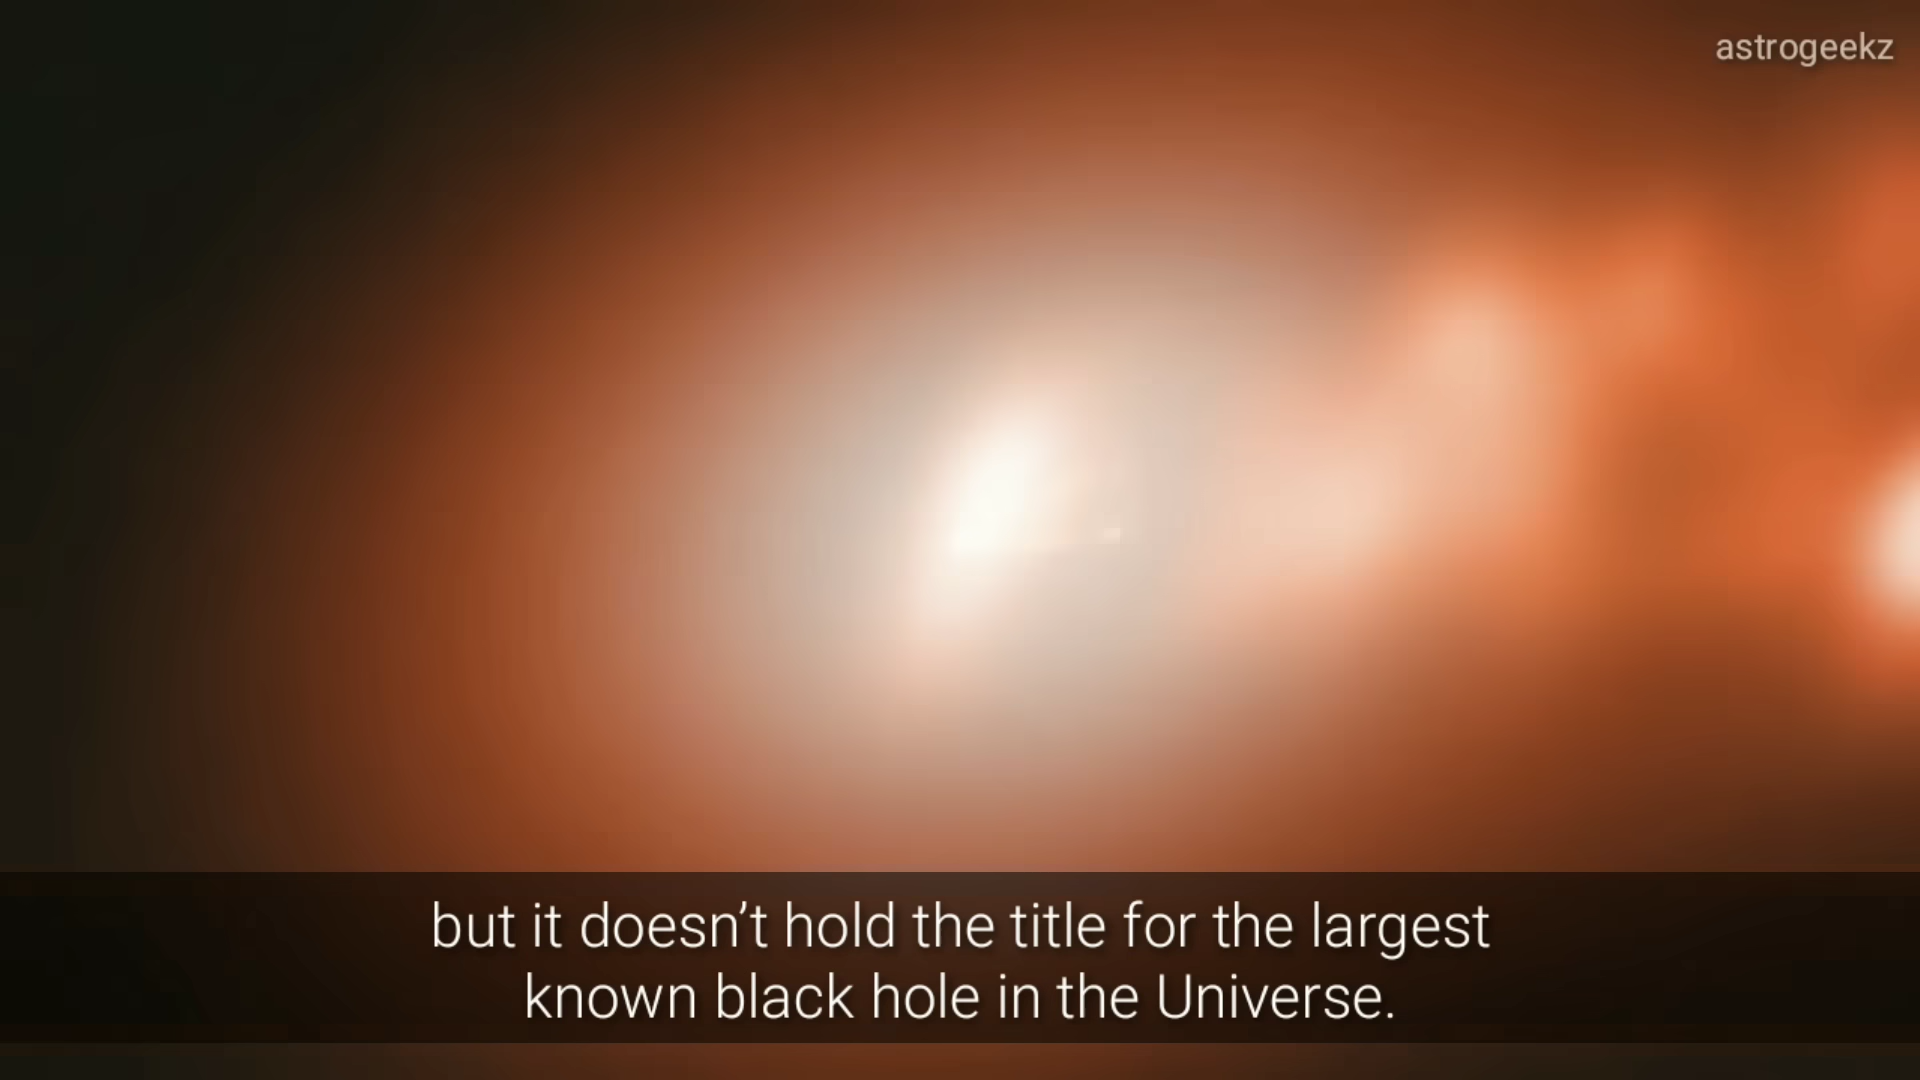 astrogeekz
but it doesn’t hold the title for the largest
known black hole in the Universe.